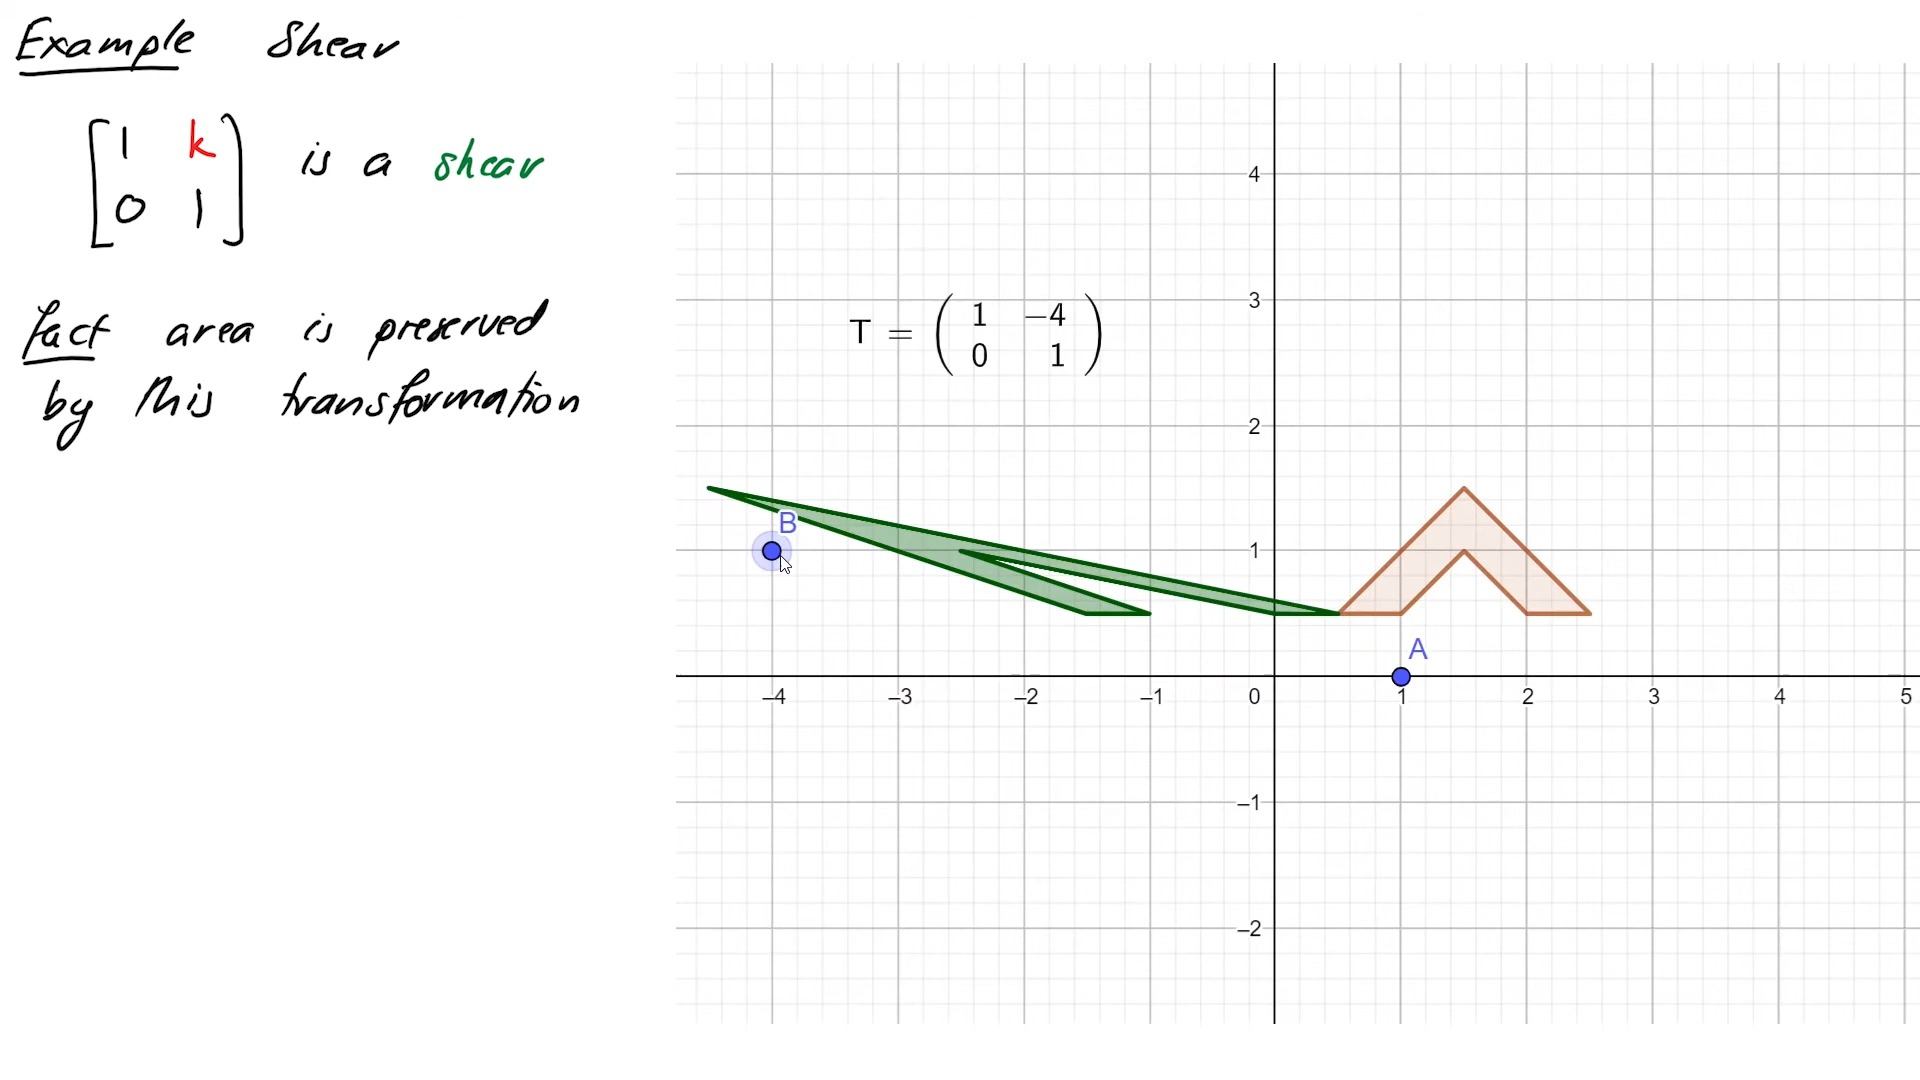 Example Shear
[1 k
0 1] is a shear
fact area is preserved
by this transformation
4
3
T = ( 1 −4
0 1 )
2
B
1
A
–4 –3 –2 –1 0 1 2 3 4 5
–1
–2